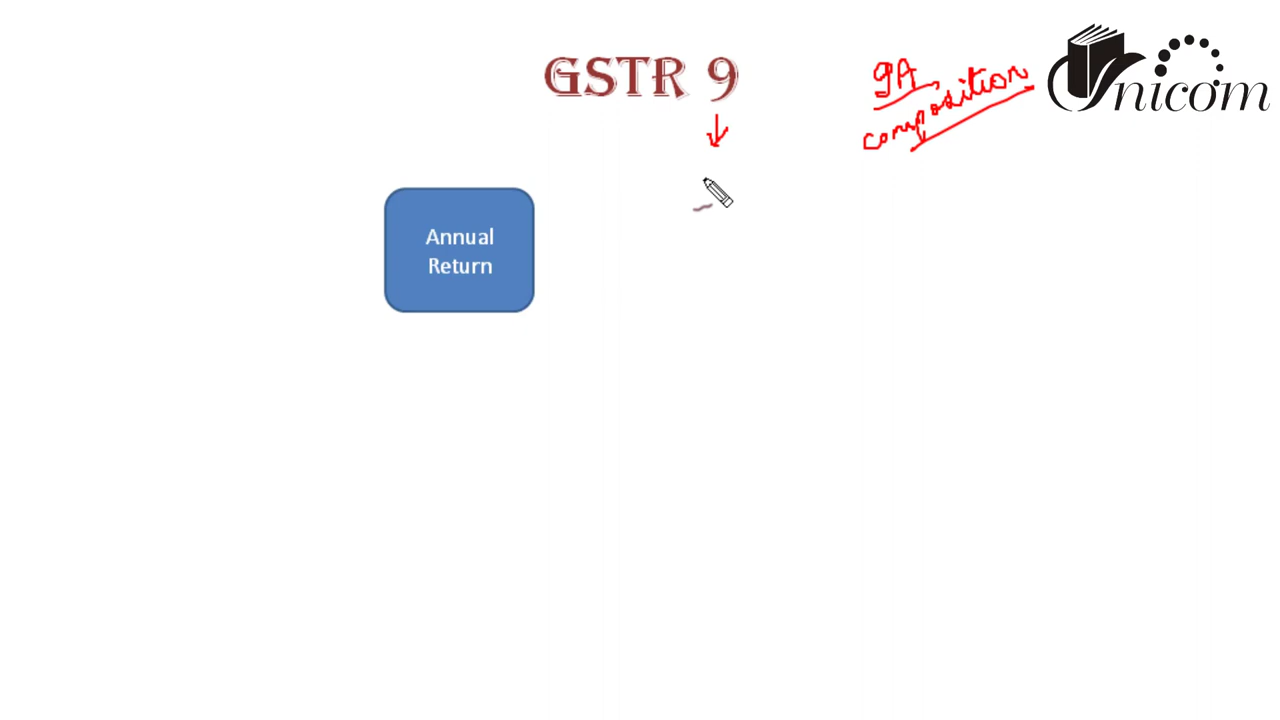 GSTR 9
9A,
composition
Unicom
Annual
Return